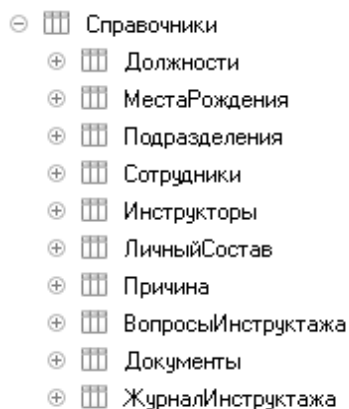 Справочники
Должности
МестаРождения
Подразделения
Сотрудники
Инструкторы
ЛичныйСостав
Причина
ВопросыИнструктажа
Документы
ЖурналИнструктажа